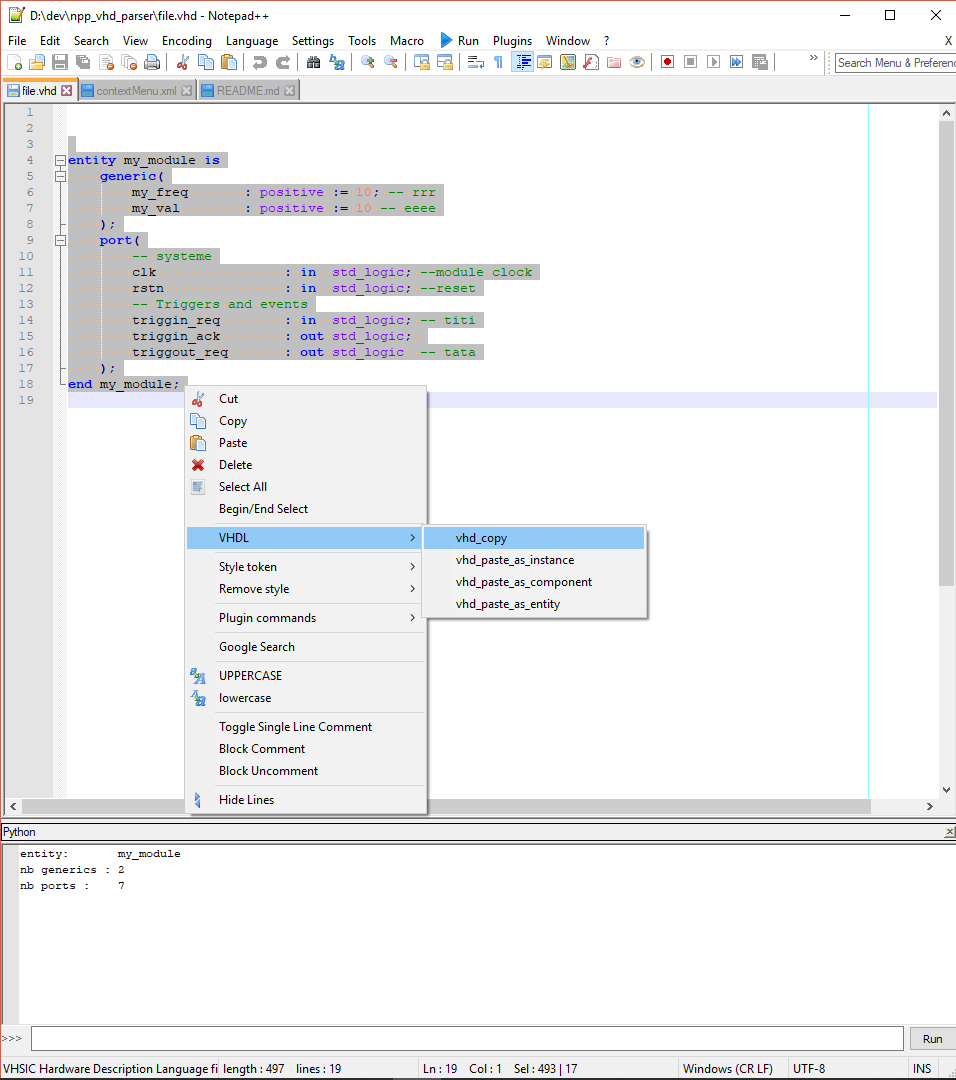 D:\dev\npp_vhd_parser\file.vhd - Notepad++
File Edit Search View Encoding Language Settings Tools Macro Run Plugins Window ? X
» Search Menu & Preferenc
file.vhd contextMenu.xml README.md
1
2
3
4 entity my_module is
5 generic(
6 my_freq : positive := 10; -- rrr
7 my_val : positive := 10 -- eeee
8 );
9 port(
10 -- systeme
11 clk : in std_logic; --module clock
12 rstn : in std_logic; --reset
13 -- Triggers and events
14 triggin_req : in std_logic; -- titi
15 triggin_ack : out std_logic;
16 triggout_req : out std_logic -- tata
17 );
18 end my_module;
19
Cut
Copy
Paste
Delete
Select All
Begin/End Select
VHDL
vhd_copy
vhd_paste_as_instance
vhd_paste_as_component
vhd_paste_as_entity
Style token
Remove style
Plugin commands
Google Search
UPPERCASE
lowercase
Toggle Single Line Comment
Block Comment
Block Uncomment
Hide Lines
Python
entity: my_module
nb generics : 2
nb ports : 7
>>> Run
VHSIC Hardware Description Language fi length : 497 lines : 19 Ln : 19 Col : 1 Sel : 493 | 17 Windows (CR LF) UTF-8 INS